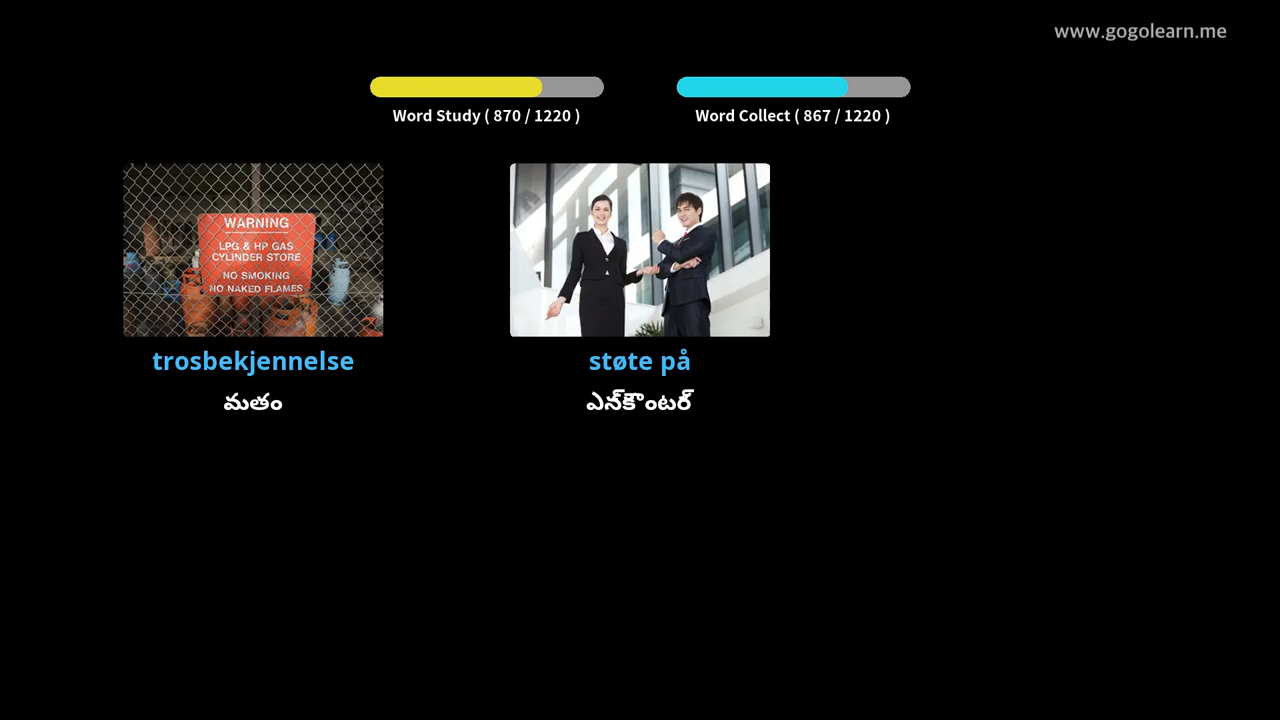 www.gogolearn.me
Word Study ( 870 / 1220 )
Word Collect ( 867 / 1220 )
WARNING
LPG & HP GAS
CYLINDER STORE
NO SMOKING
NO NAKED FLAMES
trosbekjennelse
støte på
మతం
ఎన్‌కౌంటర్